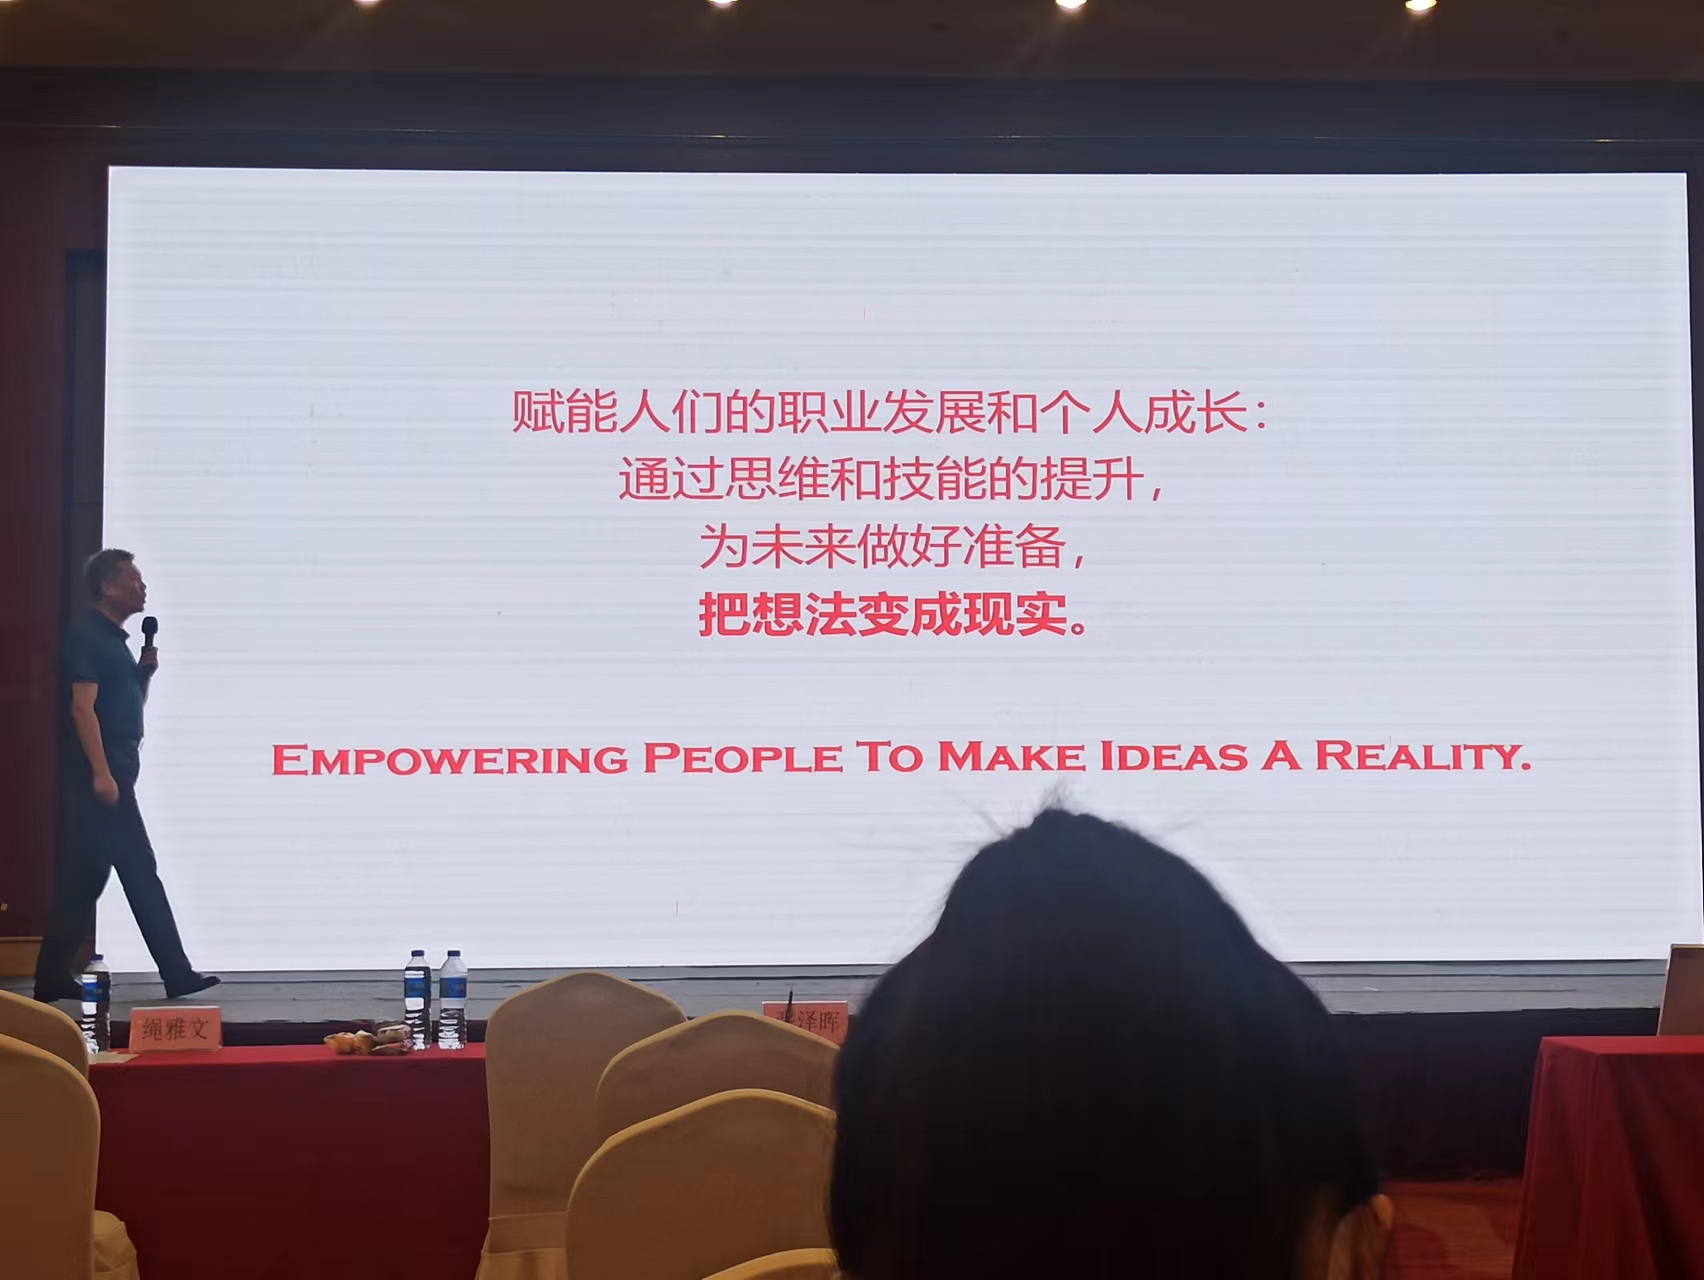 赋能人们的职业发展和个人成长：
通过思维和技能的提升，
为未来做好准备，
把想法变成现实。
EMPOWERING PEOPLE TO MAKE IDEAS A REALITY.
绳雅文
泽晖